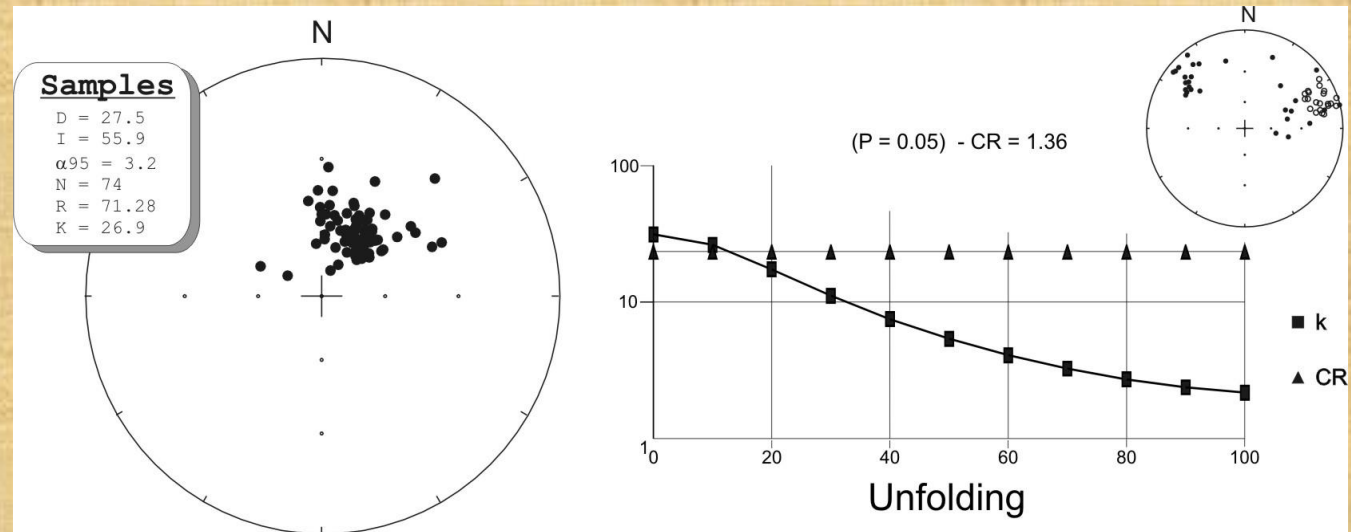 N
Samples
D = 27.5
I = 55.9
α95 = 3.2
N = 74
R = 71.28
K = 26.9
N
(P = 0.05) - CR = 1.36
100
10
1
0 20 40 60 80 100
k
CR
Unfolding